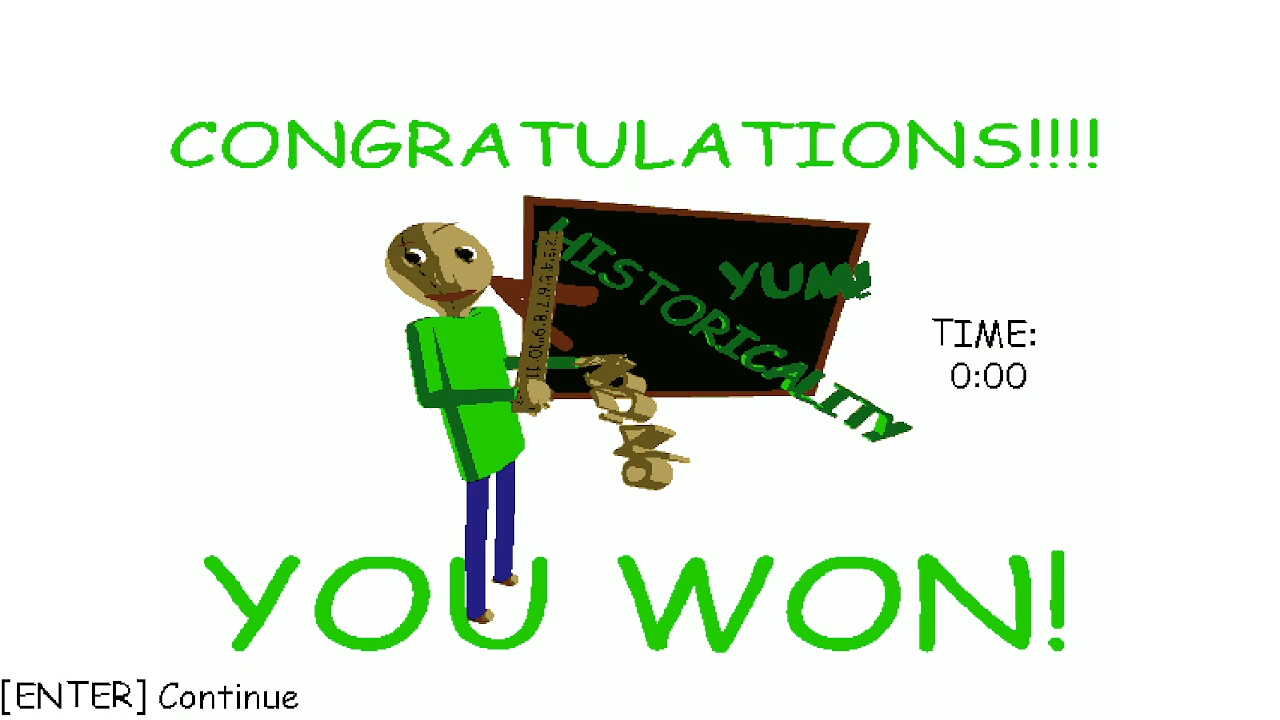 CONGRATULATIONS!!!!
YUM!
HISTORICALITY
TIME:
0:00
YOU WON!
[ENTER] Continue